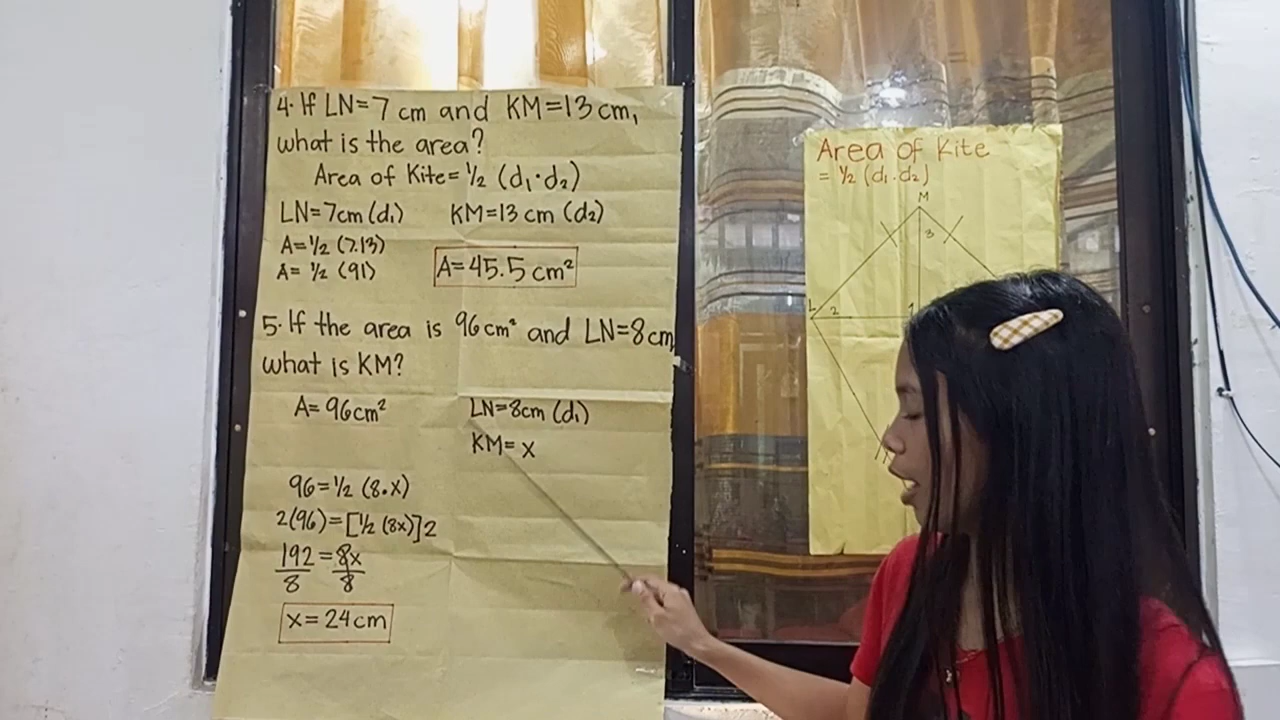 4. If LN=7 cm and KM=13 cm,
what is the area?
Area of Kite= ½ (d₁·d₂)
LN=7cm (d₁) KM=13 cm (d₂)
A=½ (7.13)
A= ½ (91) A=45.5 cm²
5. If the area is 96 cm² and LN=8 cm,
what is KM?
A= 96cm² LN=8cm (d₁)
KM= x
96=½ (8.x)
2(96)=[½ (8x)]2
192=8x
8 8
x=24cm
Area of Kite
= ½ (d₁.d₂)
M
3
L 2 1